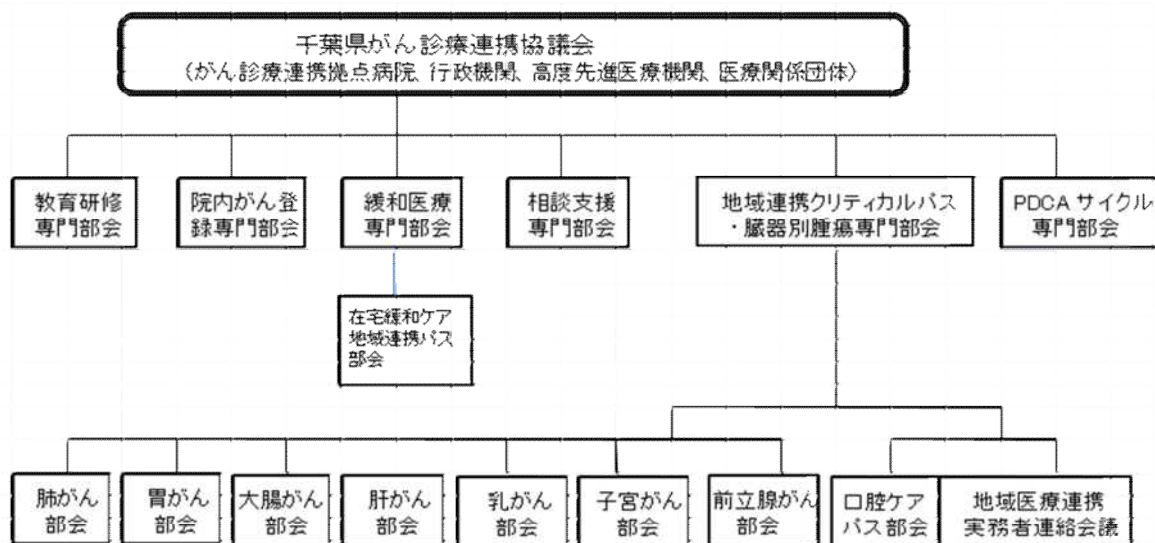 千葉県がん診療連携協議会
（がん診療連携拠点病院、行政機関、高度先進医療機関、医療関係団体）
教育研修
専門部会
院内がん登
録専門部会
緩和医療
専門部会
相談支援
専門部会
地域連携クリティカルパス
・臓器別腫瘍専門部会
PDCAサイクル
専門部会
在宅緩和ケア
地域連携パス
部会
肺がん
部会
胃がん
部会
大腸がん
部会
肝がん
部会
乳がん
部会
子宮がん
部会
前立腺がん
部会
口腔ケア
パス部会
地域医療連携
実務者連絡会議